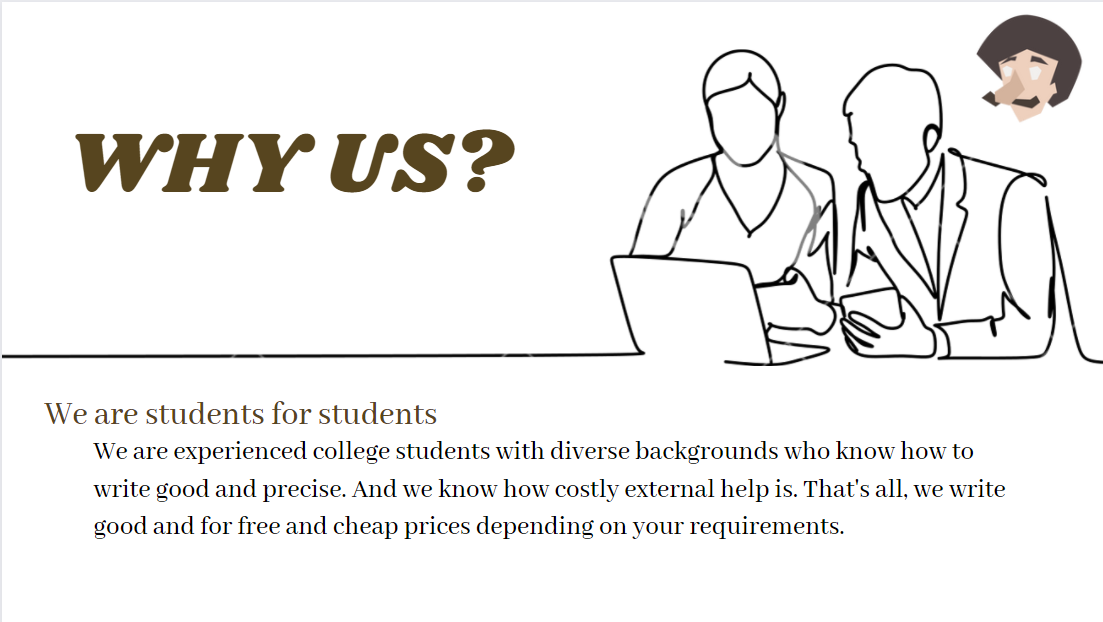 WHY US?
We are students for students
We are experienced college students with diverse backgrounds who know how to
write good and precise. And we know how costly external help is. That's all, we write
good and for free and cheap prices depending on your requirements.